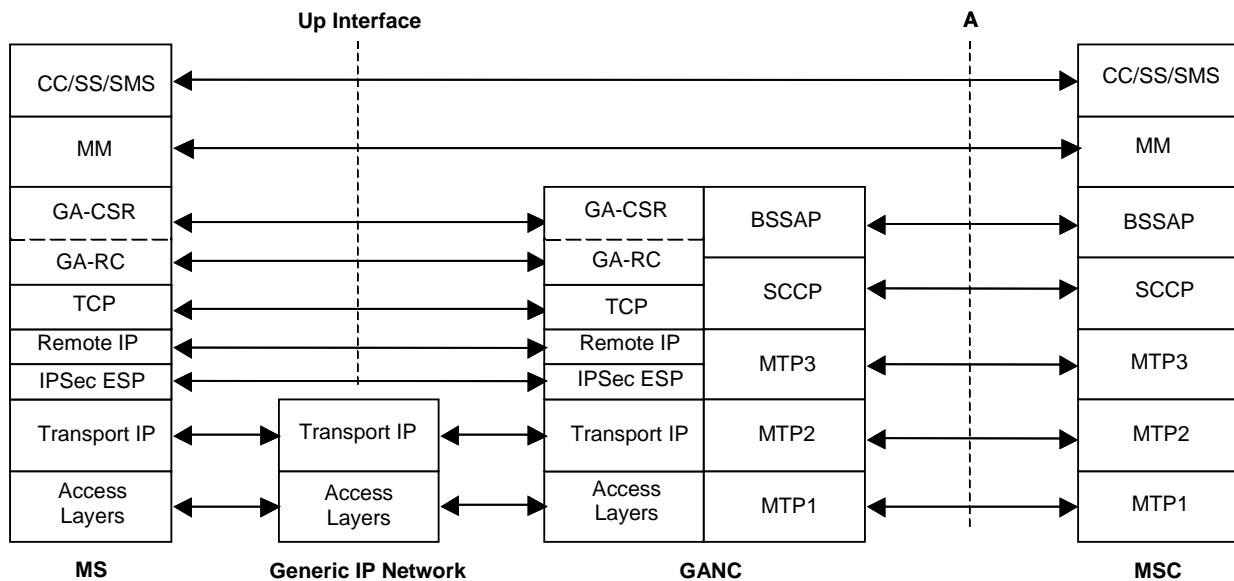 Up Interface
A
CC/SS/SMS
CC/SS/SMS
MM
MM
GA-CSR
GA-CSR
BSSAP
BSSAP
GA-RC
GA-RC
SCCP
SCCP
TCP
TCP
Remote IP
Remote IP
MTP3
MTP3
IPSec ESP
IPSec ESP
Transport IP
Transport IP
Transport IP
MTP2
MTP2
Access
Layers
Access
Layers
Access
Layers
MTP1
MTP1
MS
Generic IP Network
GANC
MSC